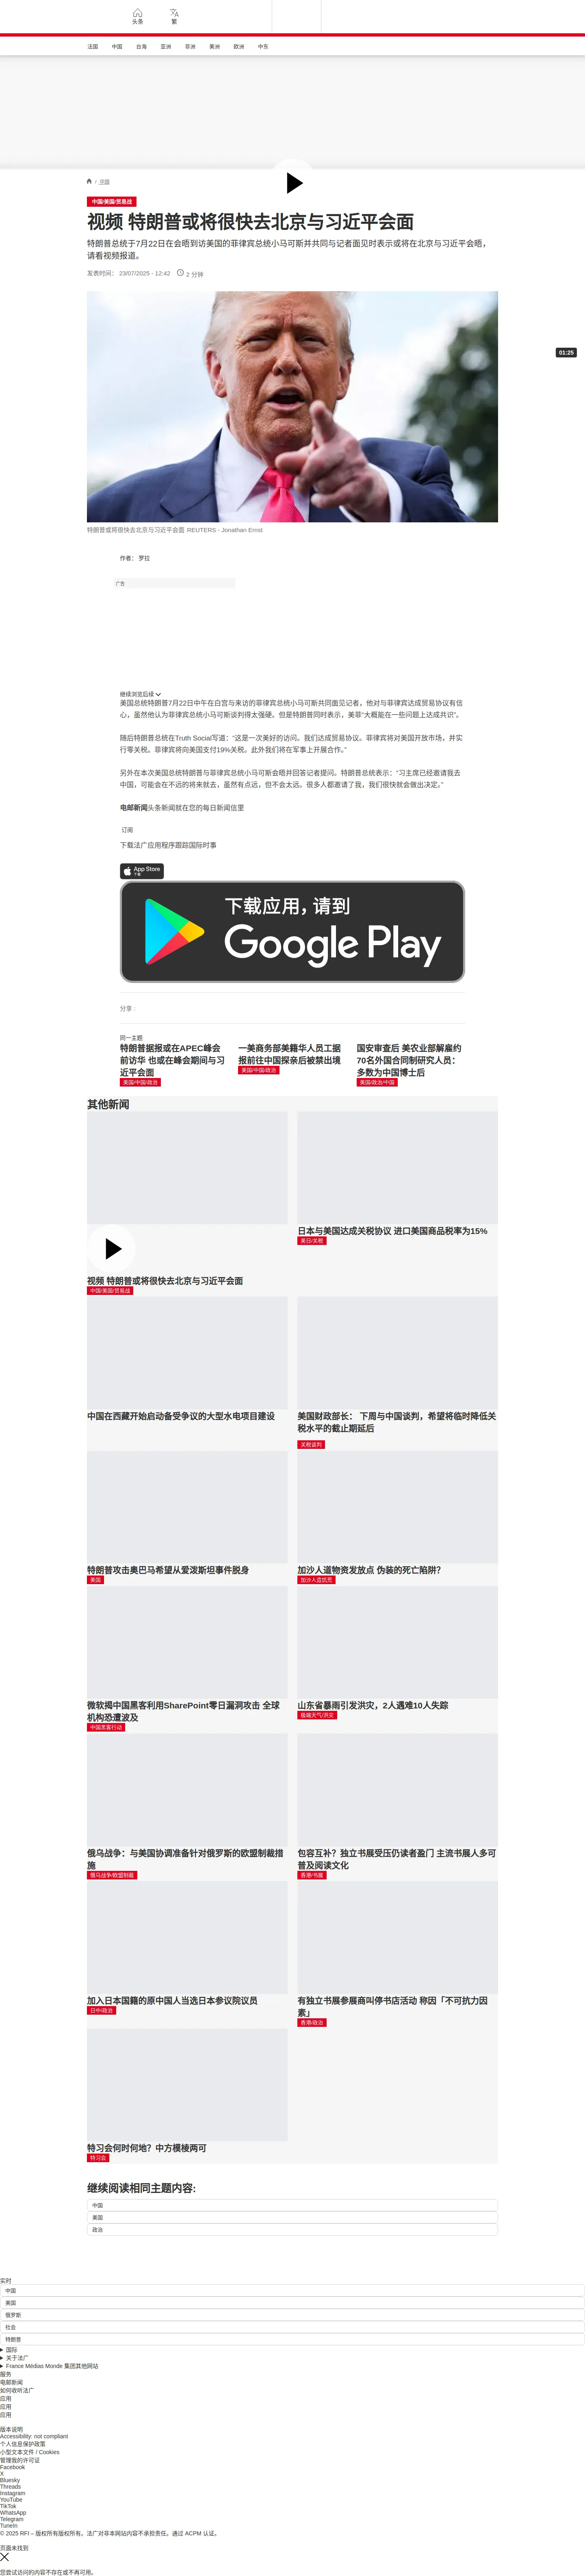 头条
繁
法国 中国 台海 亚洲 非洲 美洲 欧洲 中东
/ 中国
中国/美国/贸易战
视频 特朗普或将很快去北京与习近平会面
特朗普总统于7月22日在会晤到访美国的菲律宾总统小马可斯并共同与记者面见时表示或将在北京与习近平会晤，
请看视频报道。
发表时间： 23/07/2025 - 12:42 2 分钟
01:25
特朗普或将很快去北京与习近平会面 REUTERS - Jonathan Ernst
作者： 罗拉
广告
继续浏览后续
美国总统特朗普7月22日中午在白宫与来访的菲律宾总统小马可斯共同面见记者，他对与菲律宾达成贸易协议有信
心，虽然他认为菲律宾总统小马可斯谈判得太强硬。但是特朗普同时表示，美菲“大概能在一些问题上达成共识”。
随后特朗普总统在Truth Social写道：“这是一次美好的访问。我们达成贸易协议。菲律宾将对美国开放市场，并实
行零关税。菲律宾将向美国支付19%关税。此外我们将在军事上开展合作。”
另外在本次美国总统特朗普与菲律宾总统小马可斯会晤并回答记者提问。特朗普总统表示：“习主席已经邀请我去
中国，可能会在不远的将来就去，虽然有点远，但不会太远。很多人都邀请了我，我们很快就会做出决定。”
电邮新闻头条新闻就在您的每日新闻信里
订阅
下载法广应用程序跟踪国际时事
App Store
下载
下载应用，请到
Google Play
分享 :
同一主题
特朗普据报或在APEC峰会
前访华 也或在峰会期间与习
近平会面
美国/中国/政治
一美商务部美籍华人员工据
报前往中国探亲后被禁出境
美国/中国/政治
国安审查后 美农业部解雇约
70名外国合同制研究人员：
多数为中国博士后
美国/政治/中国
其他新闻
视频 特朗普或将很快去北京与习近平会面
中国/美国/贸易战
日本与美国达成关税协议 进口美国商品税率为15%
美日/关税
中国在西藏开始启动备受争议的大型水电项目建设
美国财政部长： 下周与中国谈判，希望将临时降低关
税水平的截止期延后
关税谈判
特朗普攻击奥巴马希望从爱泼斯坦事件脱身
美国
加沙人道物资发放点 伪装的死亡陷阱？
加沙人道饥荒
微软揭中国黑客利用SharePoint零日漏洞攻击 全球
机构恐遭波及
中国黑客行动
山东省暴雨引发洪灾，2人遇难10人失踪
极端天气/洪灾
俄乌战争：与美国协调准备针对俄罗斯的欧盟制裁措
施
俄乌战争/欧盟制裁
包容互补？独立书展受压仍读者盈门 主流书展人多可
普及阅读文化
香港/书展
加入日本国籍的原中国人当选日本参议院议员
日中/政治
有独立书展参展商叫停书店活动 称因「不可抗力因
素」
香港/政治
特习会何时何地？中方模棱两可
特习会
继续阅读相同主题内容:
中国
美国
政治
实时
中国
美国
俄罗斯
社会
特朗普
国际
关于法广
France Médias Monde 集团其他网站
服务
电邮新闻
如何收听法广
应用
应用
应用
版本说明
Accessibility: not compliant
个人信息保护政策
小型文本文件 / Cookies
管理我的许可证
Facebook
X
Bluesky
Threads
Instagram
YouTube
TikTok
WhatsApp
Telegram
TuneIn
© 2025 RFI – 版权所有版权所有。法广对非本网站内容不承担责任。通过 ACPM 认证。
页面未找到
您尝试访问的内容不存在或不再可用。